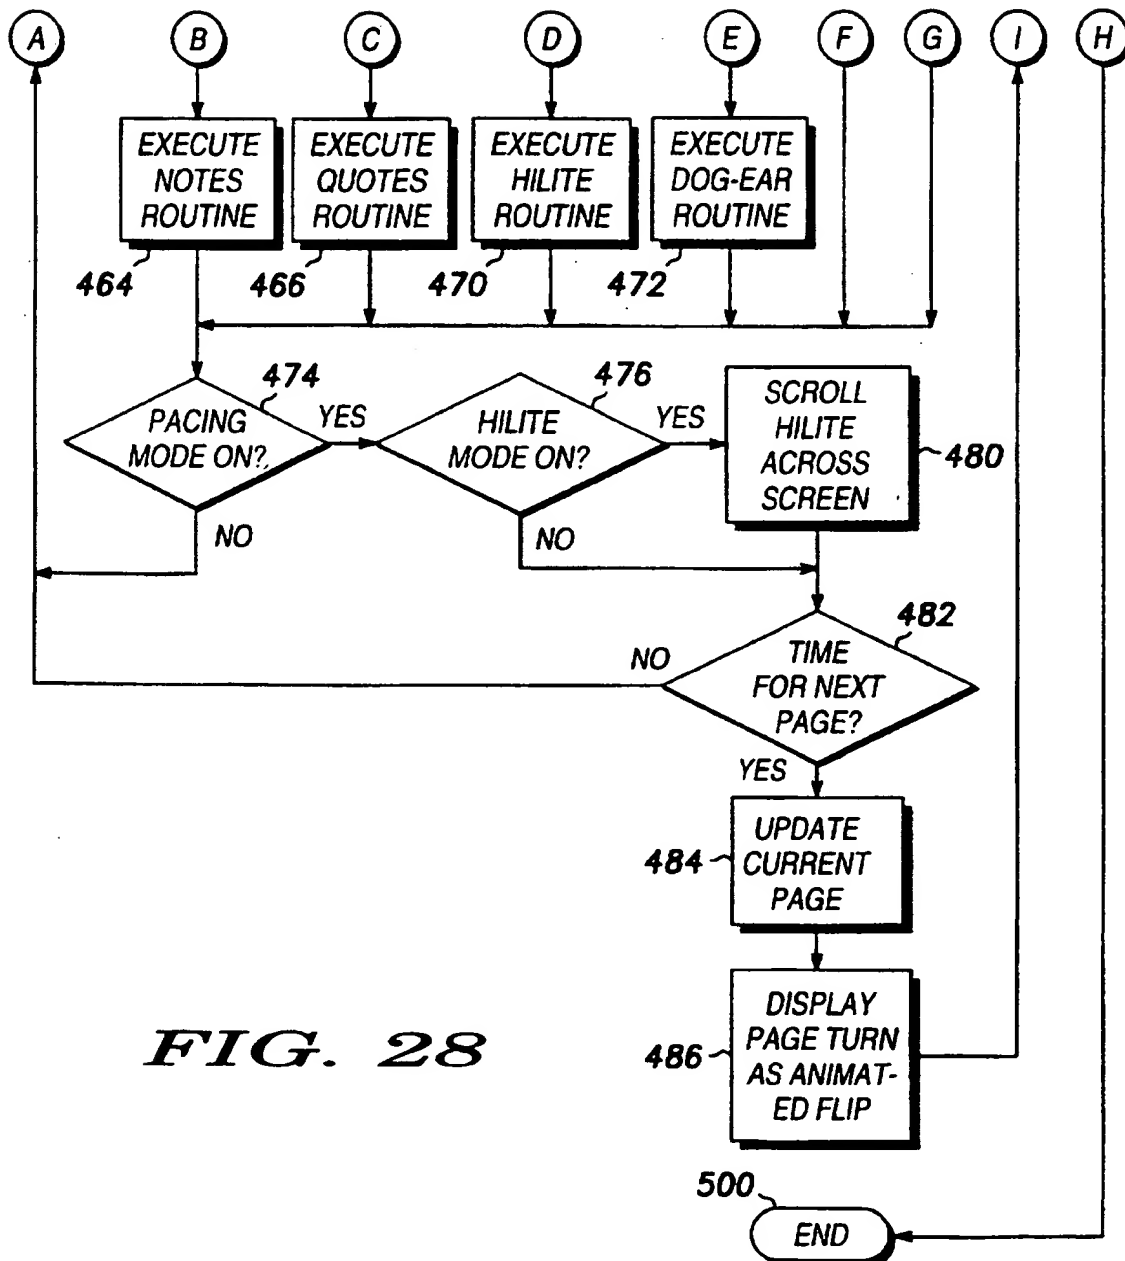 A B C D E F G I H
EXECUTE
NOTES
ROUTINE
464
EXECUTE
QUOTES
ROUTINE
466
EXECUTE
HILITE
ROUTINE
470
EXECUTE
DOG-EAR
ROUTINE
472
PACING
MODE ON?
474
YES
NO
HILITE
MODE ON?
476
YES
NO
SCROLL
HILITE
ACROSS
SCREEN
480
TIME
FOR NEXT
PAGE?
482
NO
YES
UPDATE
CURRENT
PAGE
484
DISPLAY
PAGE TURN
AS ANIMAT-
ED FLIP
486
FIG. 28
500
END